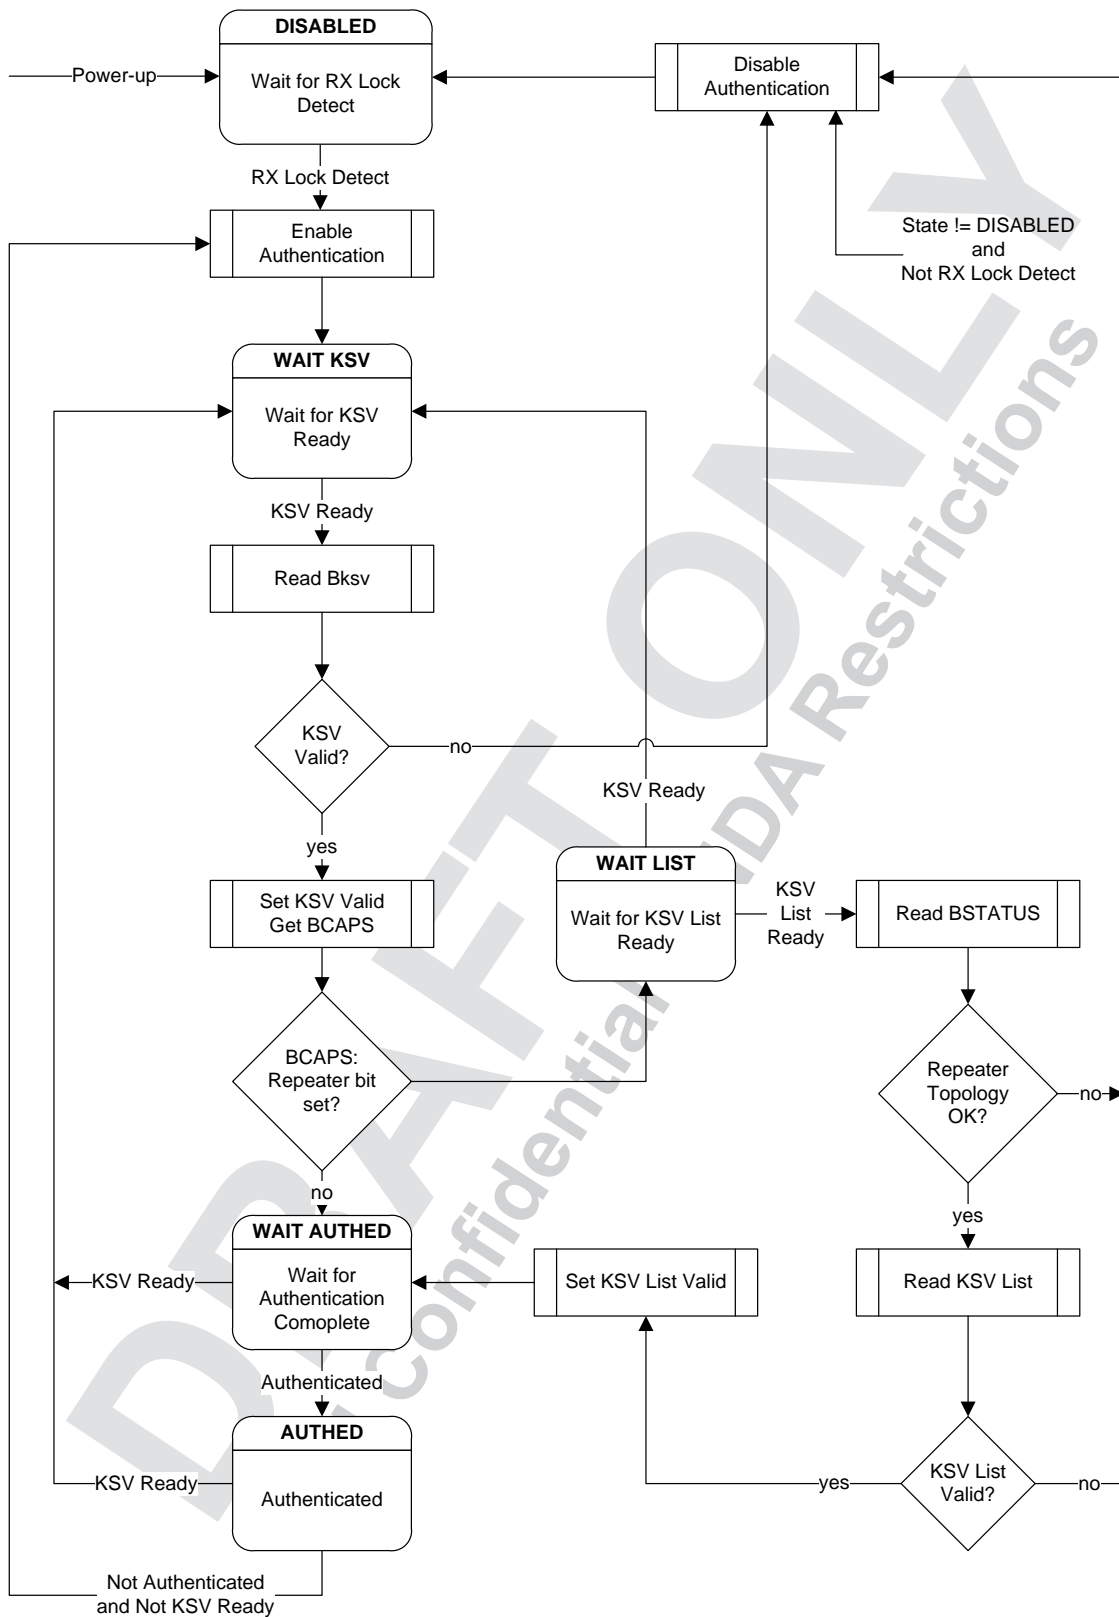 DISABLED
Power-up
Wait for RX Lock
Detect
Disable
Authentication
RX Lock Detect
Enable
Authentication
State != DISABLED
and
Not RX Lock Detect
WAIT KSV
Wait for KSV
Ready
KSV Ready
Read Bksv
KSV
Valid?
no
KSV Ready
yes
WAIT LIST
Wait for KSV List
Ready
KSV
List
Ready
Read BSTATUS
Set KSV Valid
Get BCAPS
BCAPS:
Repeater bit
set?
Repeater
Topology
OK?
no
no
yes
WAIT AUTHED
Wait for
Authentication
Comoplete
KSV Ready
Set KSV List Valid
Read KSV List
Authenticated
AUTHED
Authenticated
KSV Ready
yes
KSV List
Valid?
no
Not Authenticated
and Not KSV Ready
DRAFT ONLY
Confidential NDA Restrictions